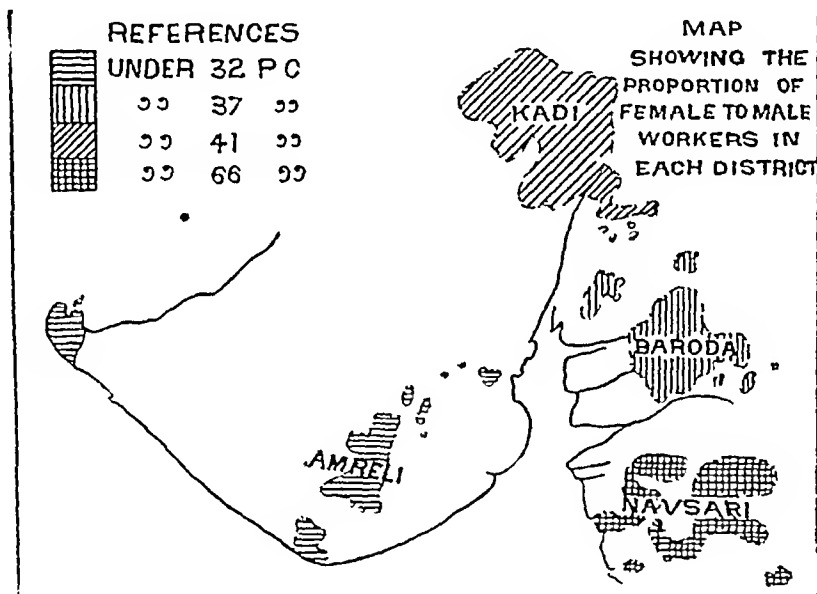 REFERENCES
UNDER 32 P C
,, 37 ,,
,, 41 ,,
,, 66 ,,
MAP
SHOWING THE
PROPORTION OF
FEMALE TO MALE
WORKERS IN
EACH DISTRICT
KADI
BARODA
AMRELI
NAVSARI